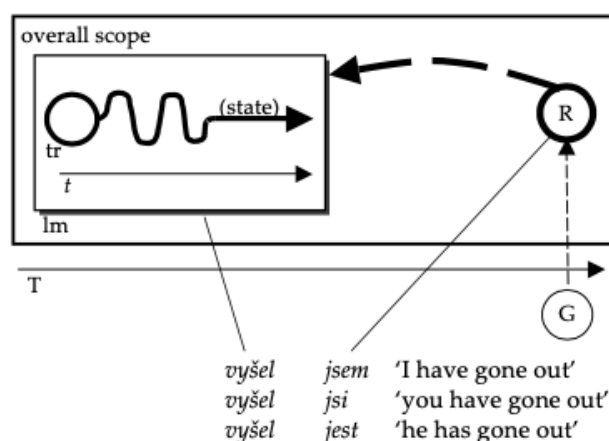 overall scope
(state)
R
tr
t
lm
T
G
vyšel jsem ‘I have gone out’
vyšel jsi ‘you have gone out’
vyšel jest ‘he has gone out’